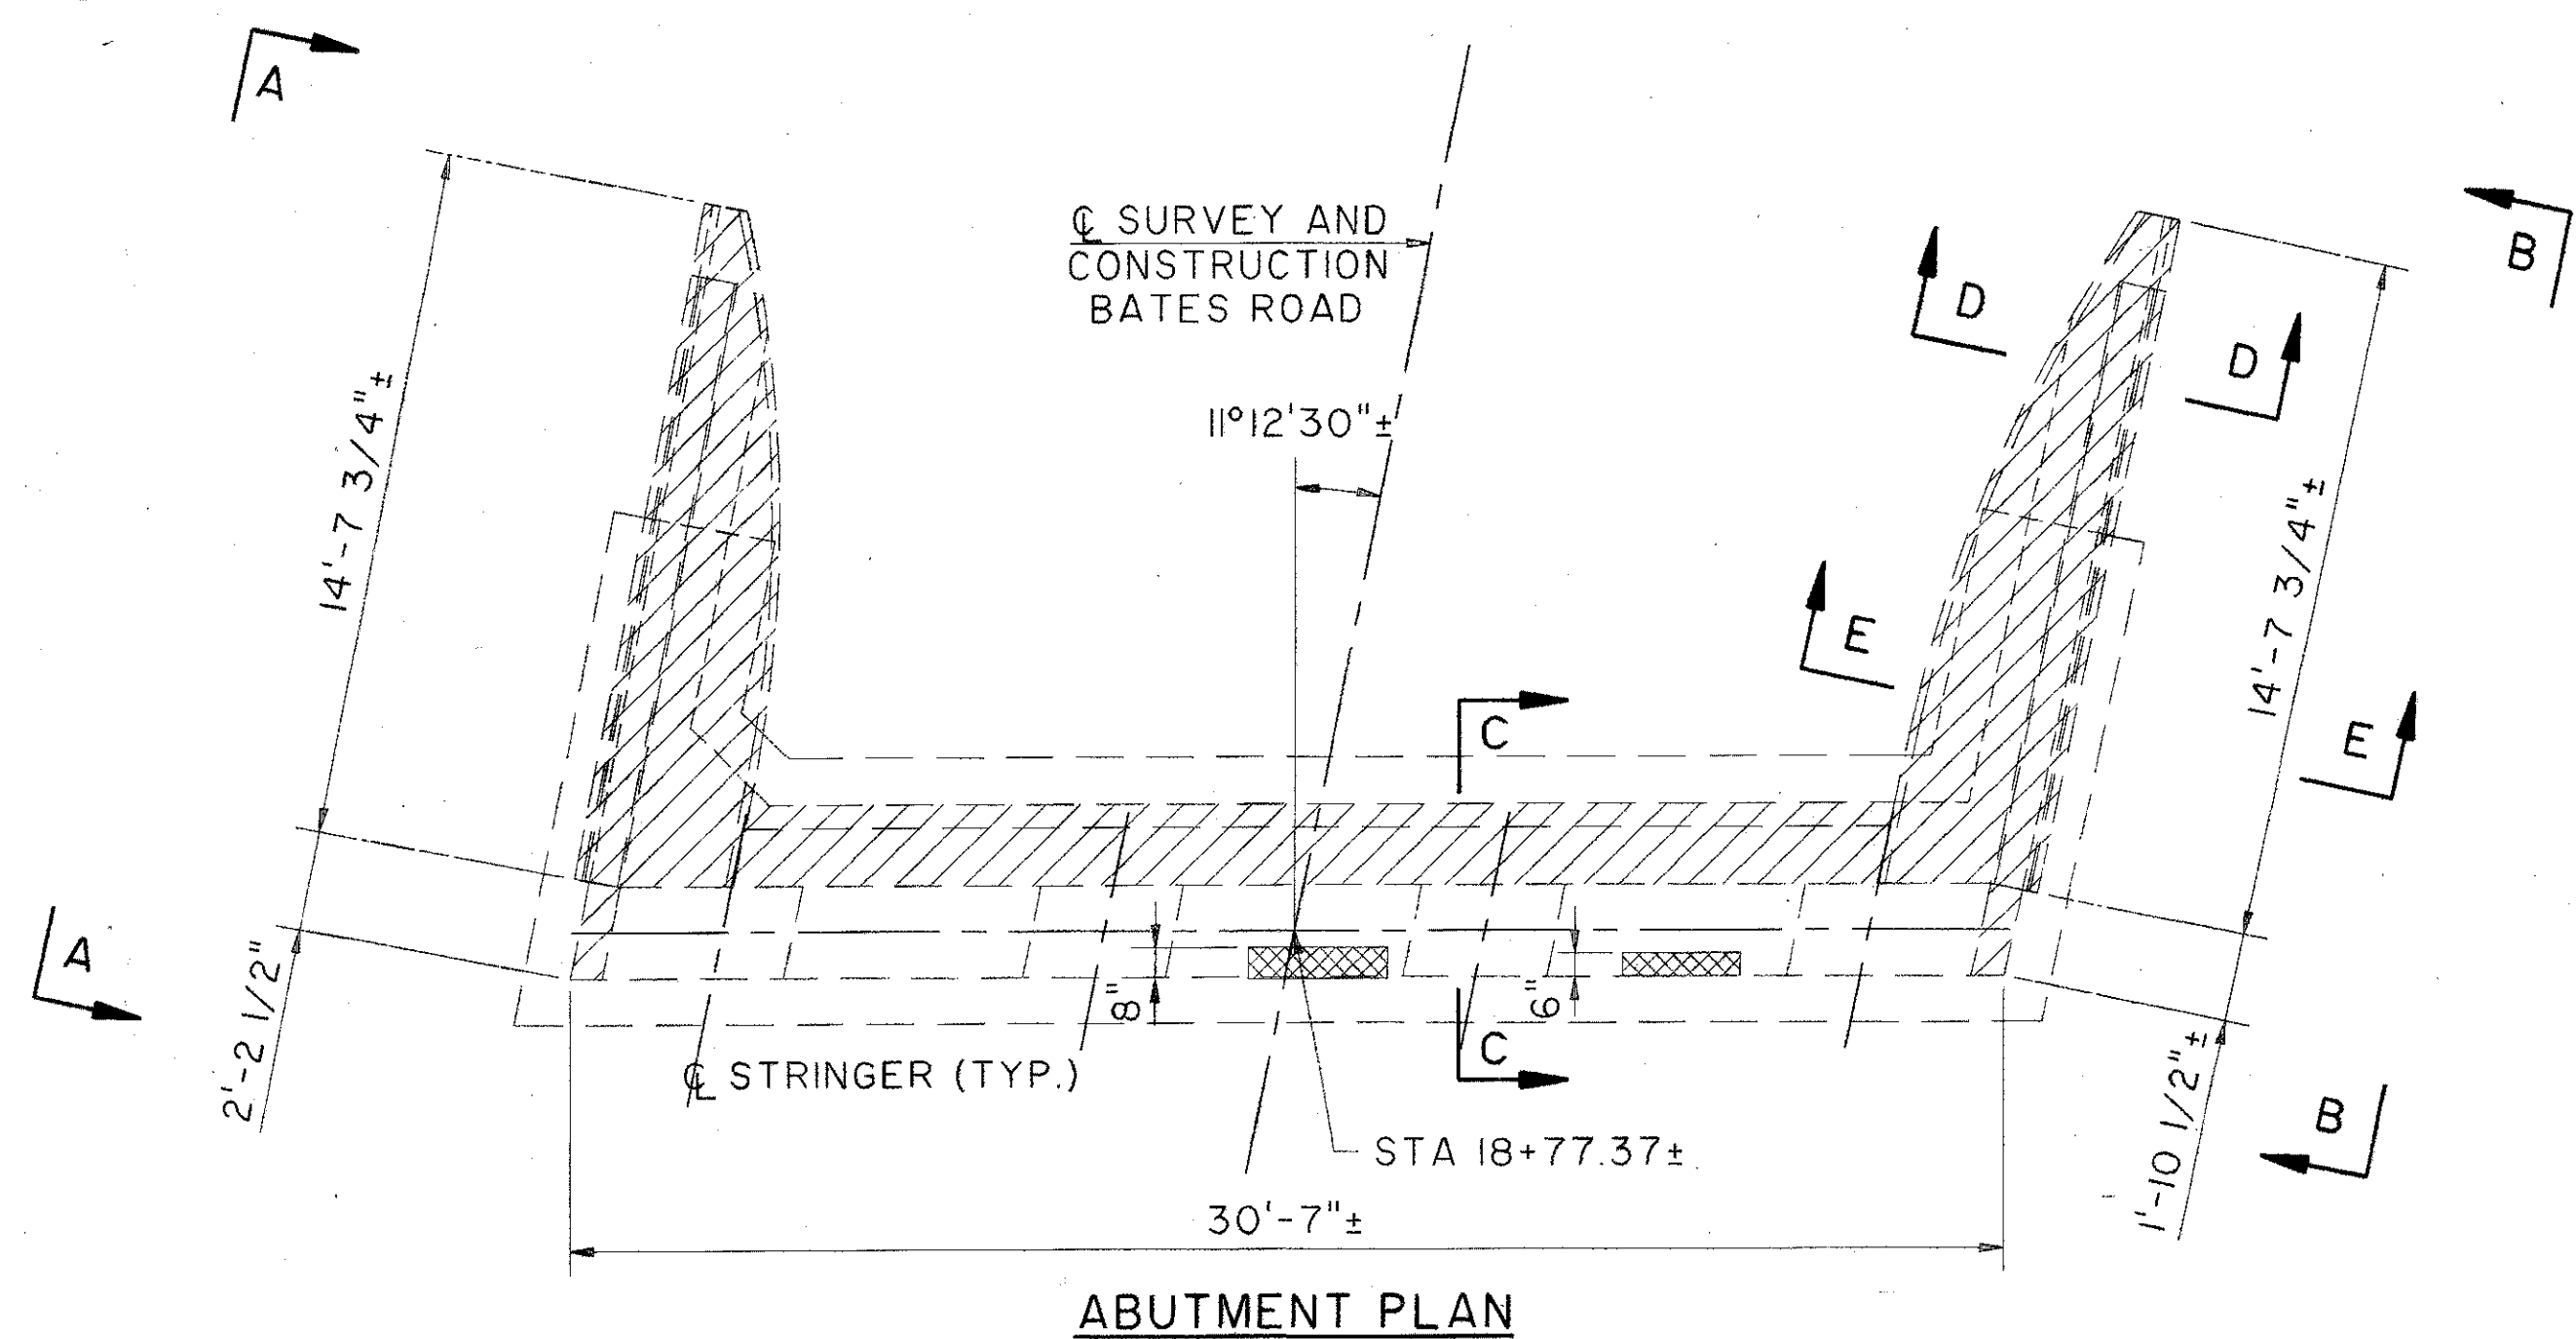 A
B
℄ SURVEY AND
CONSTRUCTION
BATES ROAD
D
D
11°12'30"±
14'-7 3/4"±
14'-7 3/4"±
E
E
C
A
8"
6"
C
2'-2 1/2"
℄ STRINGER (TYP.)
B
1'-10 1/2"±
STA 18+77.37±
30'-7"±
ABUTMENT PLAN